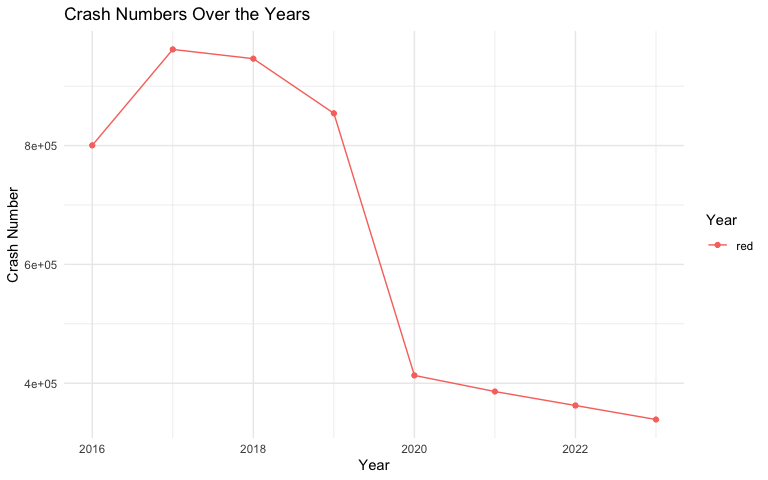 Crash Numbers Over the Years
8e+05
6e+05
4e+05
Crash Number
2016 2018 2020 2022
Year
Year
red